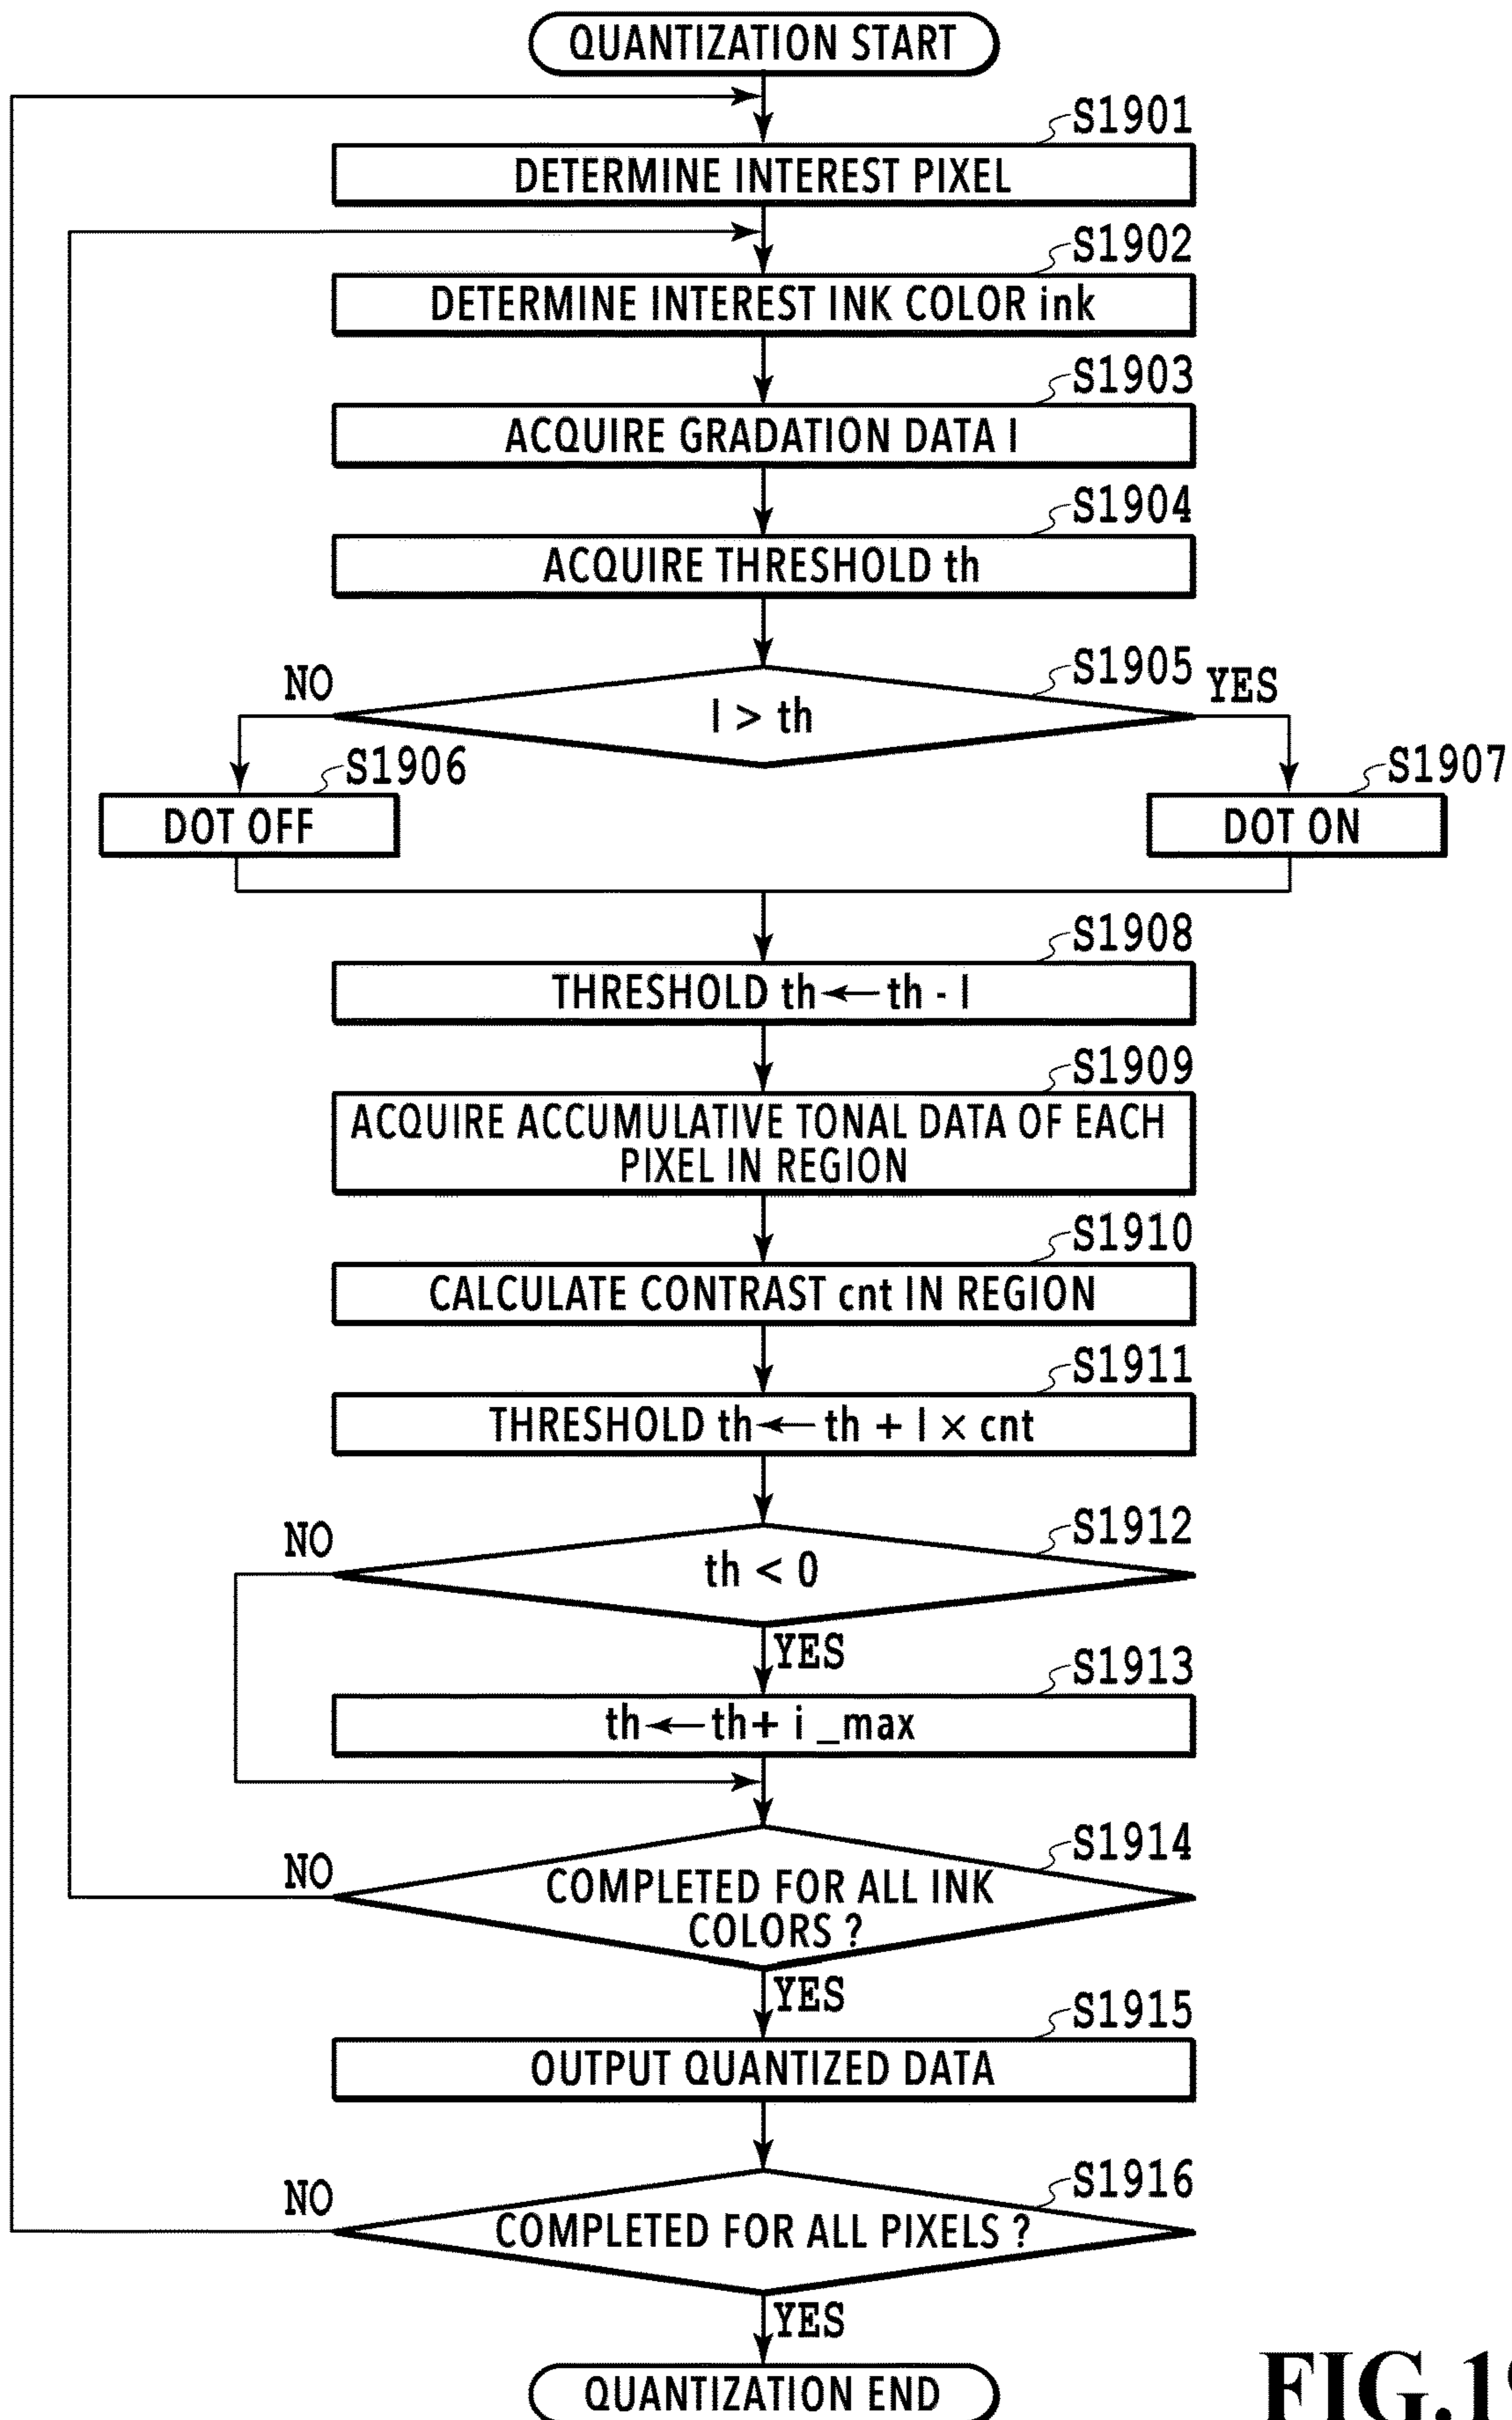 QUANTIZATION START
S1901
DETERMINE INTEREST PIXEL
S1902
DETERMINE INTEREST INK COLOR ink
S1903
ACQUIRE GRADATION DATA I
S1904
ACQUIRE THRESHOLD th
S1905
NO
YES
I > th
S1906
S1907
DOT OFF
DOT ON
S1908
THRESHOLD th ← th - I
S1909
ACQUIRE ACCUMULATIVE TONAL DATA OF EACH
PIXEL IN REGION
S1910
CALCULATE CONTRAST cnt IN REGION
S1911
THRESHOLD th ← th + I × cnt
S1912
NO
th < 0
YES
S1913
th ← th+ i _max
S1914
NO
COMPLETED FOR ALL INK
COLORS ?
YES
S1915
OUTPUT QUANTIZED DATA
S1916
NO
COMPLETED FOR ALL PIXELS ?
YES
QUANTIZATION END
FIG.19